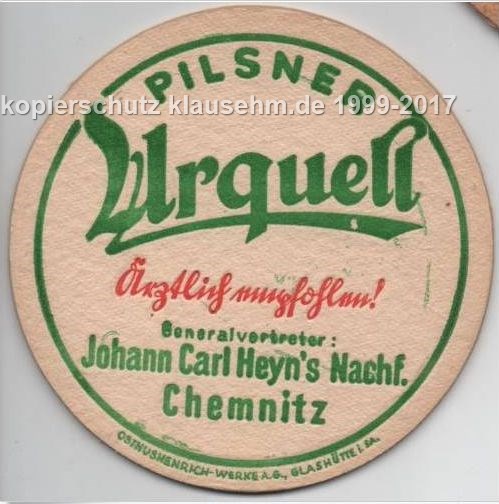 PILSNER
kopierschutz klausehm.de 1999-2017
Urquell
Ärztlich empfohlen!
Generalvertreter:
Johann Carl Heyn's Nachf.
Chemnitz
OSTHUSHENRICH-WERKE A.G., GLASHÜTTE i. SA.